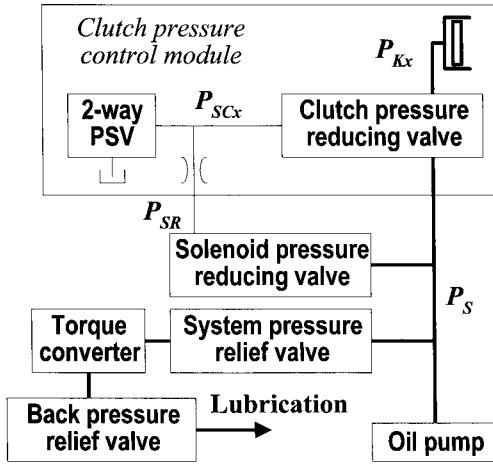 Clutch pressure
control module
P_Kx
2-way
PSV
P_SCx
Clutch pressure
reducing valve
P_SR
Solenoid pressure
reducing valve
P_S
Torque
converter
System pressure
relief valve
Back pressure
relief valve
Lubrication
Oil pump